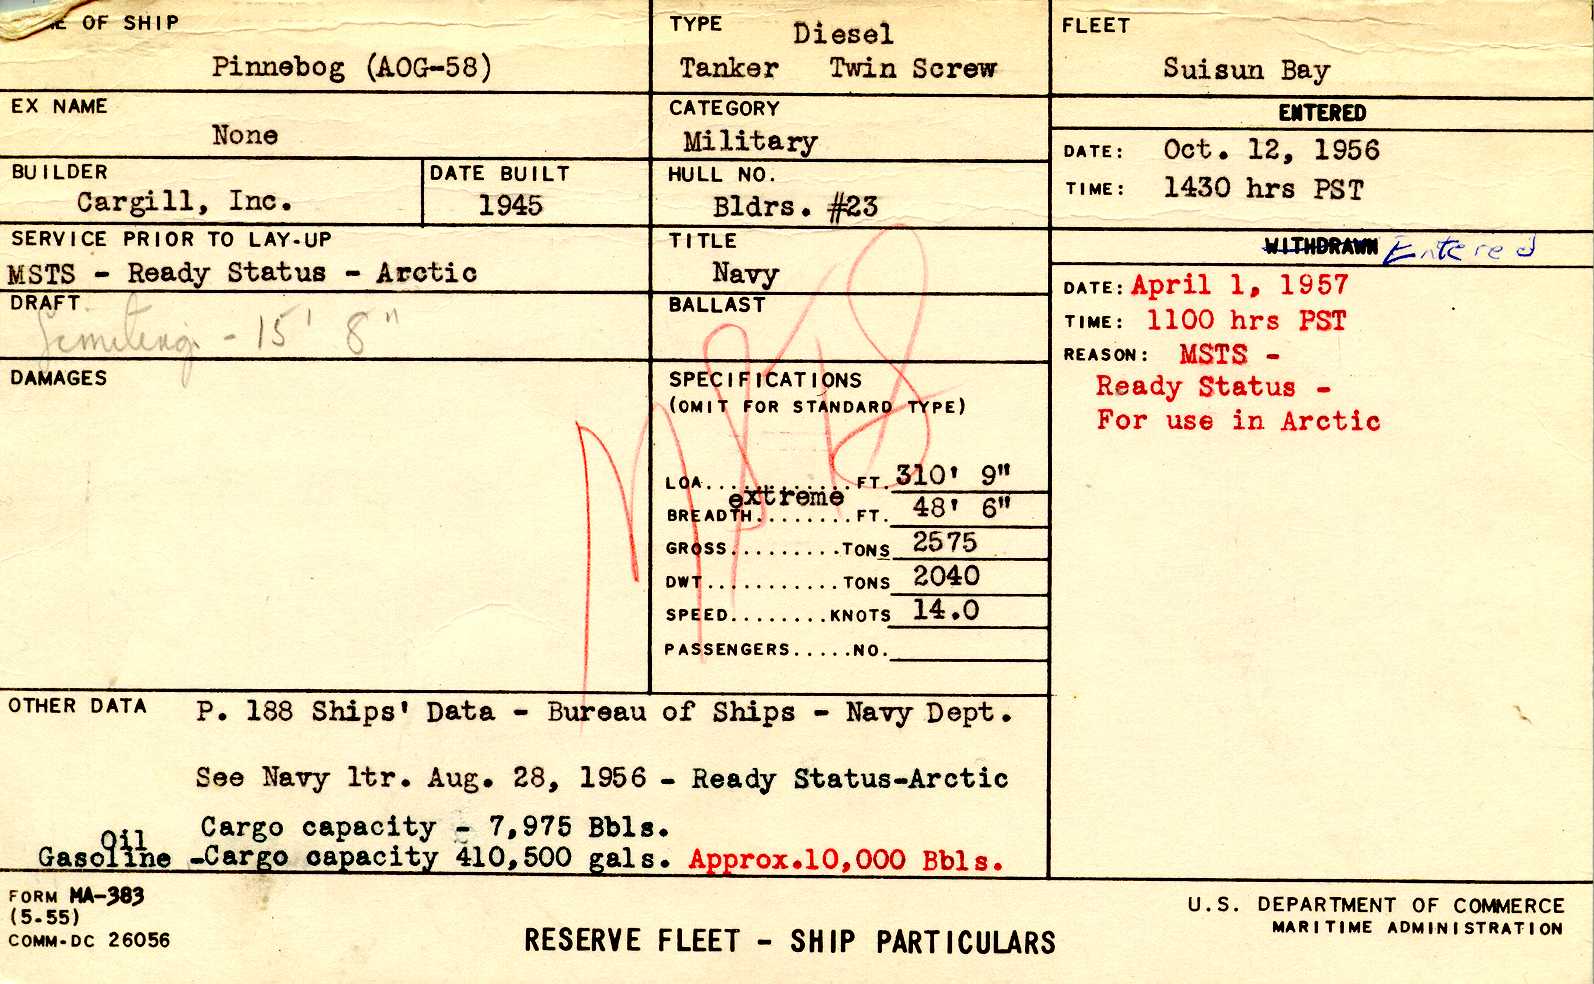 NAME OF SHIP
Pinnebog (AOG-58)
EX NAME
None
BUILDER
Cargill, Inc.
DATE BUILT
1945
SERVICE PRIOR TO LAY-UP
MSTS - Ready Status - Arctic
DRAFT
- 15' 8"
DAMAGES
TYPE
Diesel
Tanker Twin Screw
CATEGORY
Military
HULL NO.
Bldrs. #23
TITLE
Navy
BALLAST
MSTS
SPECIFICATIONS
(OMIT FOR STANDARD TYPE)
LOA............FT. 310' 9"
extreme
BREADTH........FT. 48' 6"
GROSS.........TONS 2575
DWT...........TONS 2040
SPEED........KNOTS 14.0
PASSENGERS.....NO.
FLEET
Suisun Bay
ENTERED
DATE: Oct. 12, 1956
TIME: 1430 hrs PST
WITHDRAWN Entered
DATE: April 1, 1957
TIME: 1100 hrs PST
REASON: MSTS -
Ready Status -
For use in Arctic
OTHER DATA P. 188 Ships' Data - Bureau of Ships - Navy Dept.
See Navy ltr. Aug. 28, 1956 - Ready Status-Arctic
Oil Cargo capacity - 7,975 Bbls.
Gasoline -Cargo capacity 410,500 gals. Approx.10,000 Bbls.
FORM MA-383
(5-55)
COMM-DC 26056
RESERVE FLEET - SHIP PARTICULARS
U.S. DEPARTMENT OF COMMERCE
MARITIME ADMINISTRATION